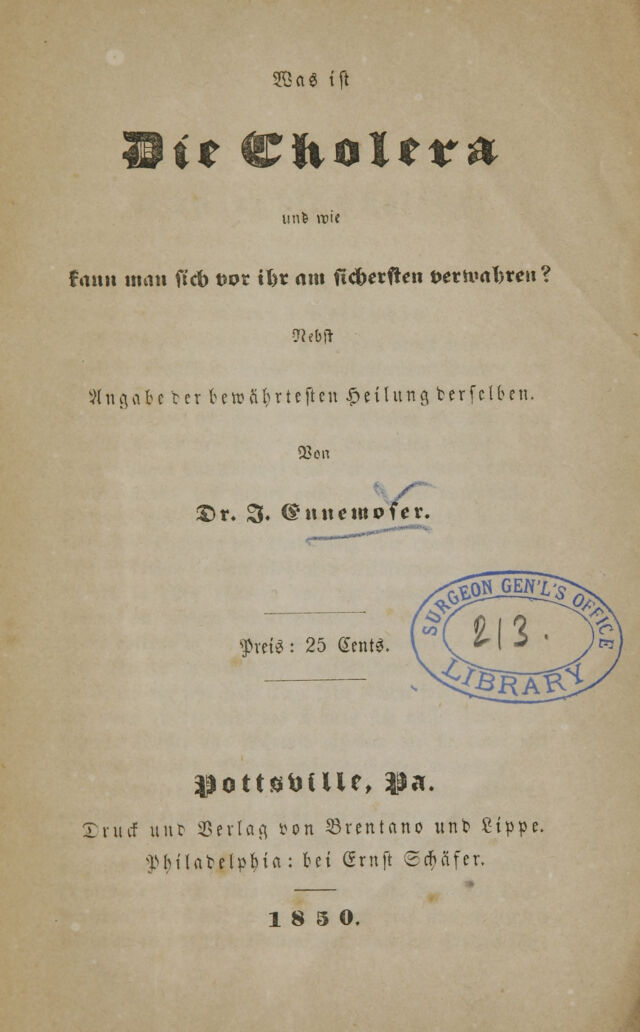 Was ist
Die Cholera
und wie
kann man sich vor ihr am sichersten verwahren?
Nebst
Angabe der bewährtesten Heilung derselben.
Von
Dr. J. Ennemoser.
Preis: 25 Cents.
SURGEON GEN'L'S OFFICE
213.
LIBRARY
Pottsville, Pa.
Druck und Verlag von Brentano und Lippe.
Philadelphia: bei Ernst Schäfer.
1850.